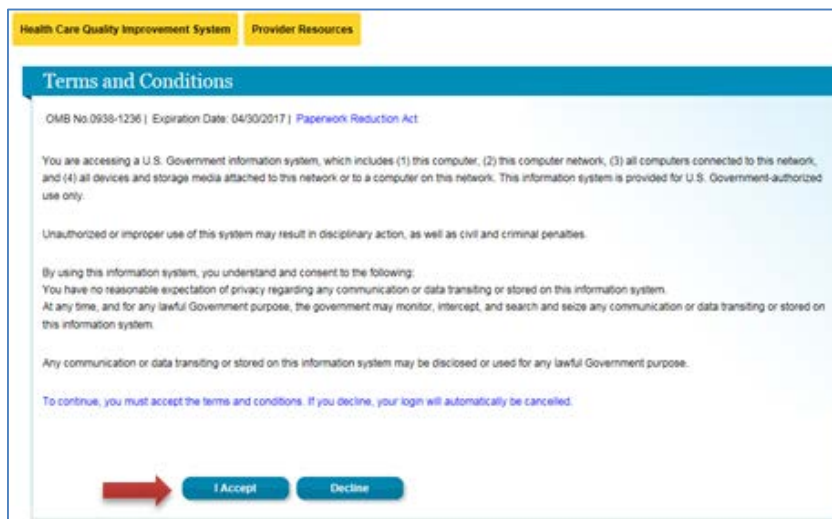 Health Care Quality Improvement System Provider Resources
Terms and Conditions
OMB No.0938-1236 | Expiration Date: 04/30/2017 | Paperwork Reduction Act
You are accessing a U.S. Government information system, which includes (1) this computer, (2) this computer network, (3) all computers connected to this network,
and (4) all devices and storage media attached to this network or to a computer on this network. This information system is provided for U.S. Government-authorized
use only.
Unauthorized or improper use of this system may result in disciplinary action, as well as civil and criminal penalties.
By using this information system, you understand and consent to the following:
You have no reasonable expectation of privacy regarding any communication or data transiting or stored on this information system.
At any time, and for any lawful Government purpose, the government may monitor, intercept, and search and seize any communication or data transiting or stored on
this information system.
Any communication or data transiting or stored on this information system may be disclosed or used for any lawful Government purpose.
To continue, you must accept the terms and conditions. If you decline, your login will automatically be cancelled.
I Accept Decline